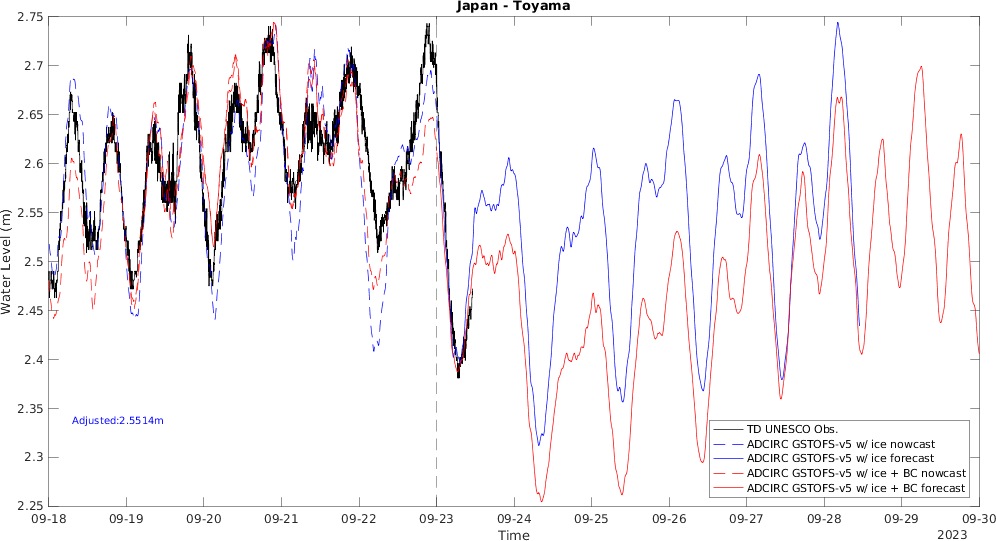 Japan - Toyama
Water Level (m)
2.75
2.7
2.65
2.6
2.55
2.5
2.45
2.4
2.35
2.3
2.25
Adjusted:2.5514m
TD UNESCO Obs.
ADCIRC GSTOFS-v5 w/ ice nowcast
ADCIRC GSTOFS-v5 w/ ice forecast
ADCIRC GSTOFS-v5 w/ ice + BC nowcast
ADCIRC GSTOFS-v5 w/ ice + BC forecast
09-18 09-19 09-20 09-21 09-22 09-23 09-24 09-25 09-26 09-27 09-28 09-29 09-30
Time
2023